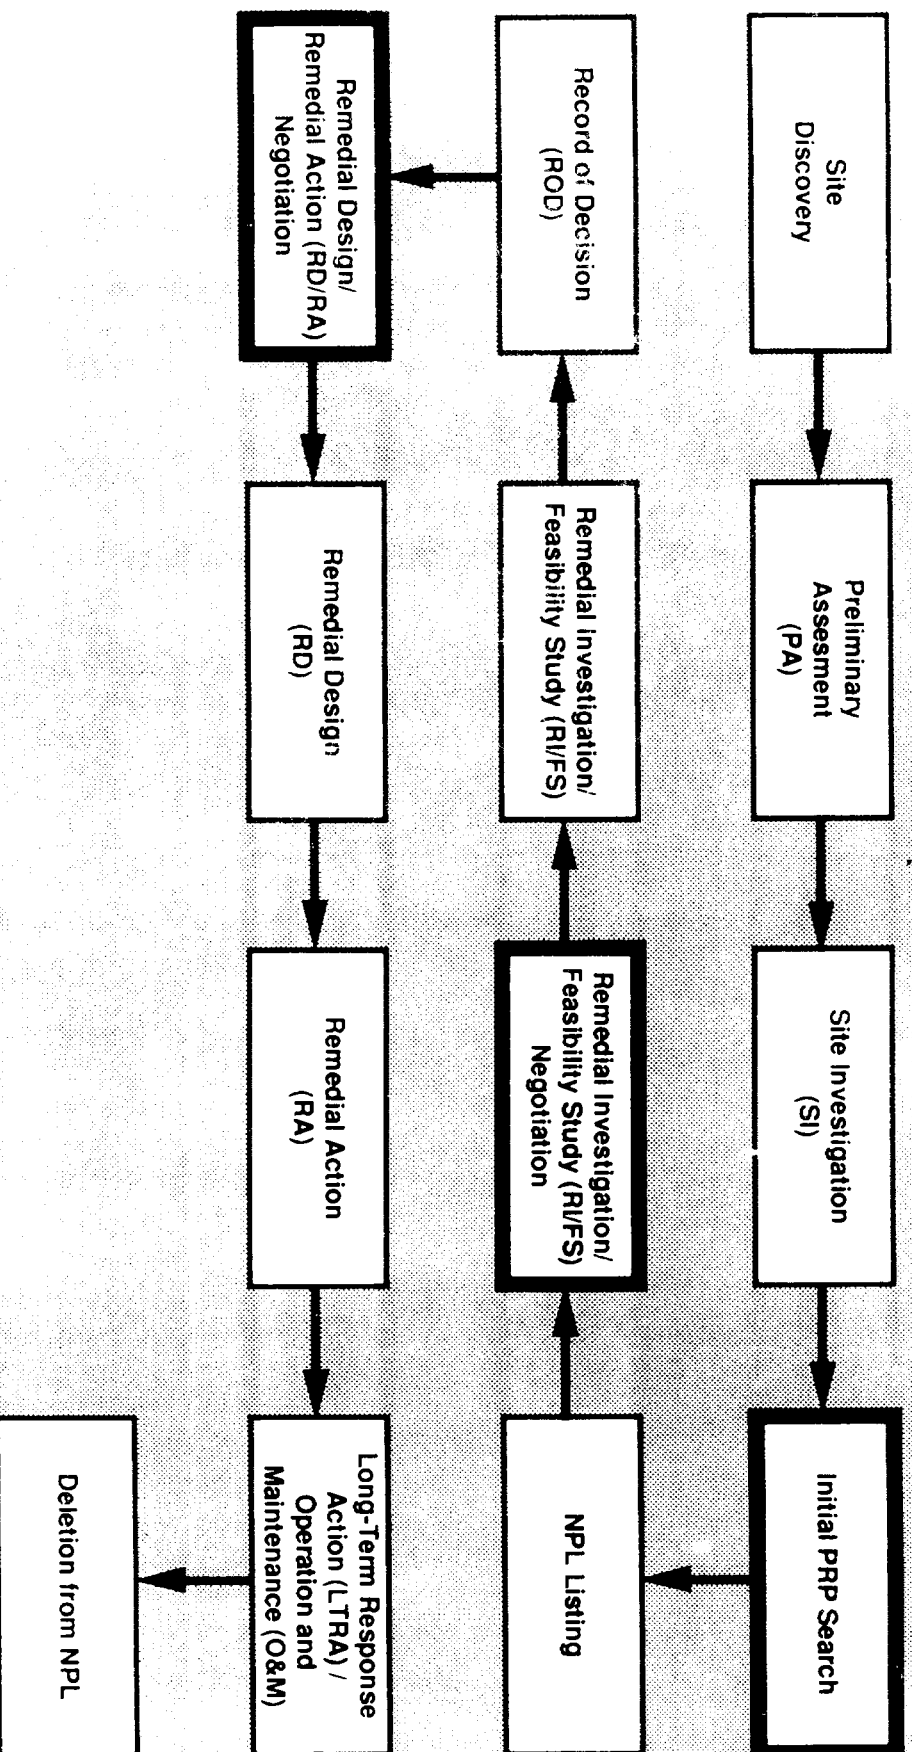 Site
Discovery
Preliminary
Assesment
(PA)
Site Investigation
(SI)
Initial PRP Search
NPL Listing
Remedial Investigation/
Feasibility Study (RI/FS)
Negotiation
Remedial Investigation/
Feasibility Study (RI/FS)
Record of Decision
(ROD)
Remedial Design/
Remedial Action (RD/RA)
Negotiation
Remedial Design
(RD)
Remedial Action
(RA)
Long-Term Response
Action (LTRA) /
Operation and
Maintenance (O&M)
Deletion from NPL